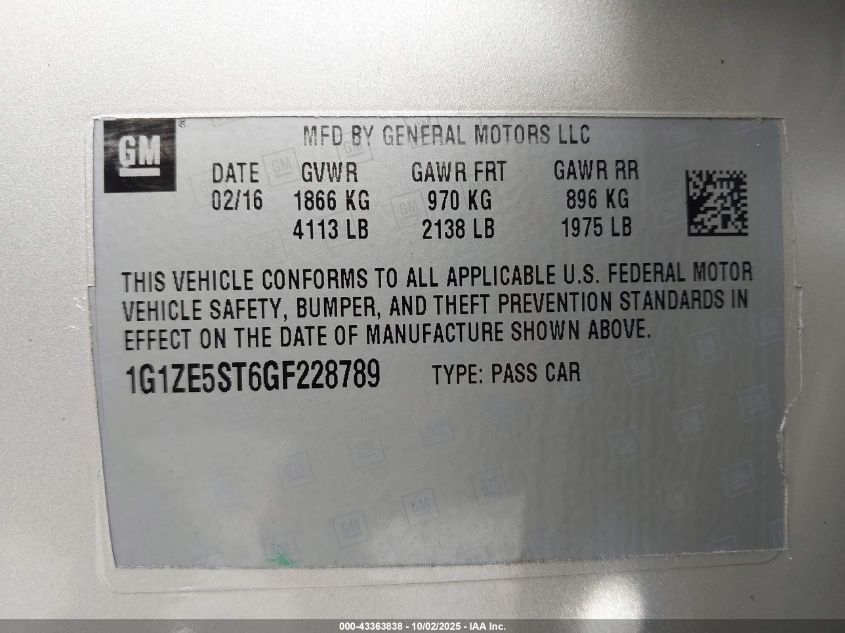 GM
MFD BY GENERAL MOTORS LLC
DATE GVWR GAWR FRT GAWR RR
02/16 1866 KG 970 KG 896 KG
4113 LB 2138 LB 1975 LB
THIS VEHICLE CONFORMS TO ALL APPLICABLE U.S. FEDERAL MOTOR
VEHICLE SAFETY, BUMPER, AND THEFT PREVENTION STANDARDS IN
EFFECT ON THE DATE OF MANUFACTURE SHOWN ABOVE.
1G1ZE5ST6GF228789 TYPE: PASS CAR
000-43363838 - 10/02/2025 - IAA Inc.